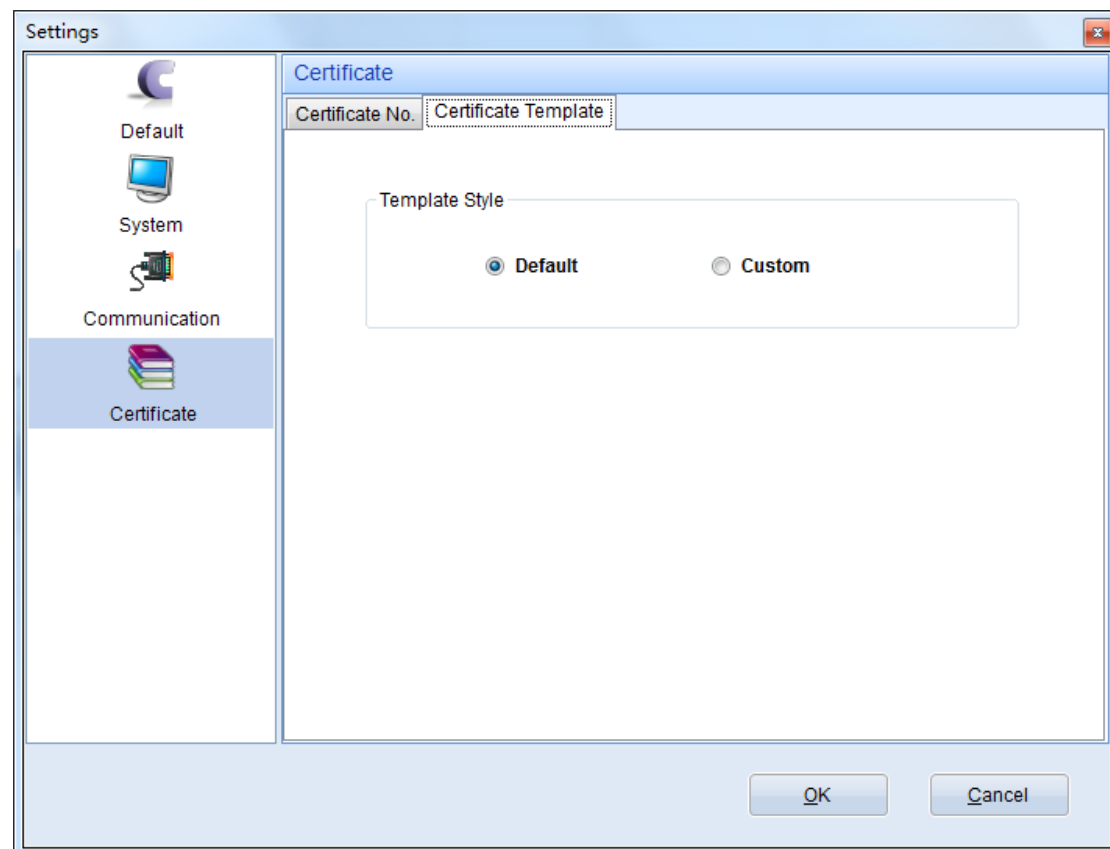 Settings
Default
System
Communication
Certificate
Certificate
Certificate No.
Certificate Template
Template Style
Default
Custom
OK
Cancel